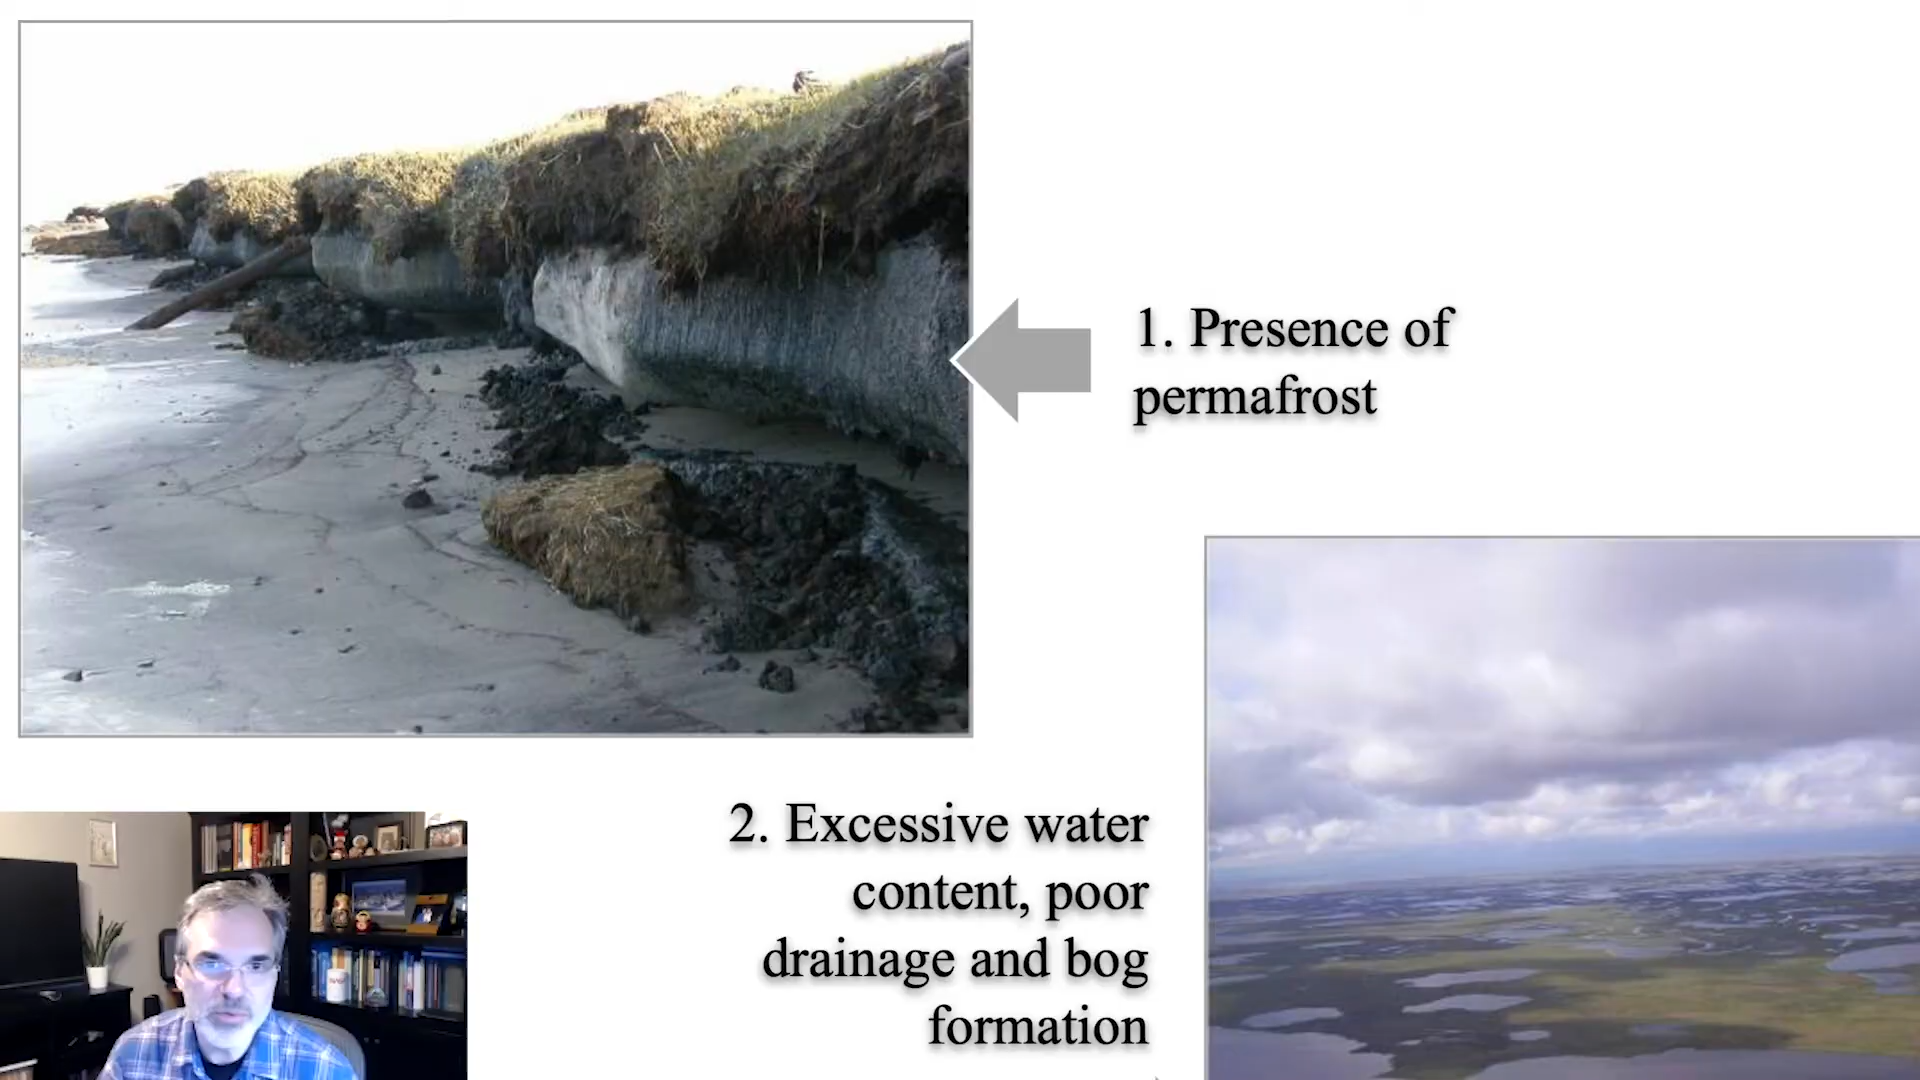 1. Presence of
permafrost
2. Excessive water
content, poor
drainage and bog
formation